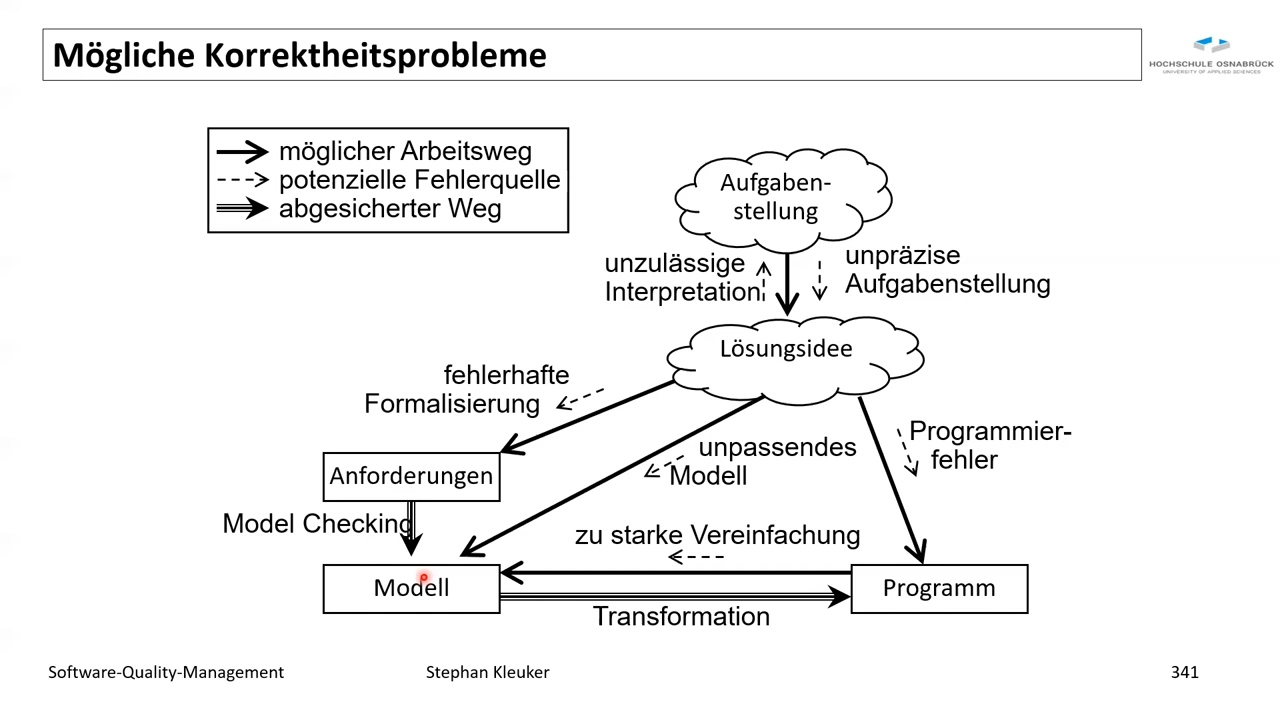 Mögliche Korrektheitsprobleme
HOCHSCHULE OSNABRÜCK
UNIVERSITY OF APPLIED SCIENCES
möglicher Arbeitsweg
potenzielle Fehlerquelle
abgesicherter Weg
Aufgaben-
stellung
unzulässige
Interpretation
unpräzise
Aufgabenstellung
Lösungsidee
fehlerhafte
Formalisierung
Programmier-
fehler
unpassendes
Modell
Anforderungen
Model Checking
zu starke Vereinfachung
Modell
Programm
Transformation
Software-Quality-Management
Stephan Kleuker
341